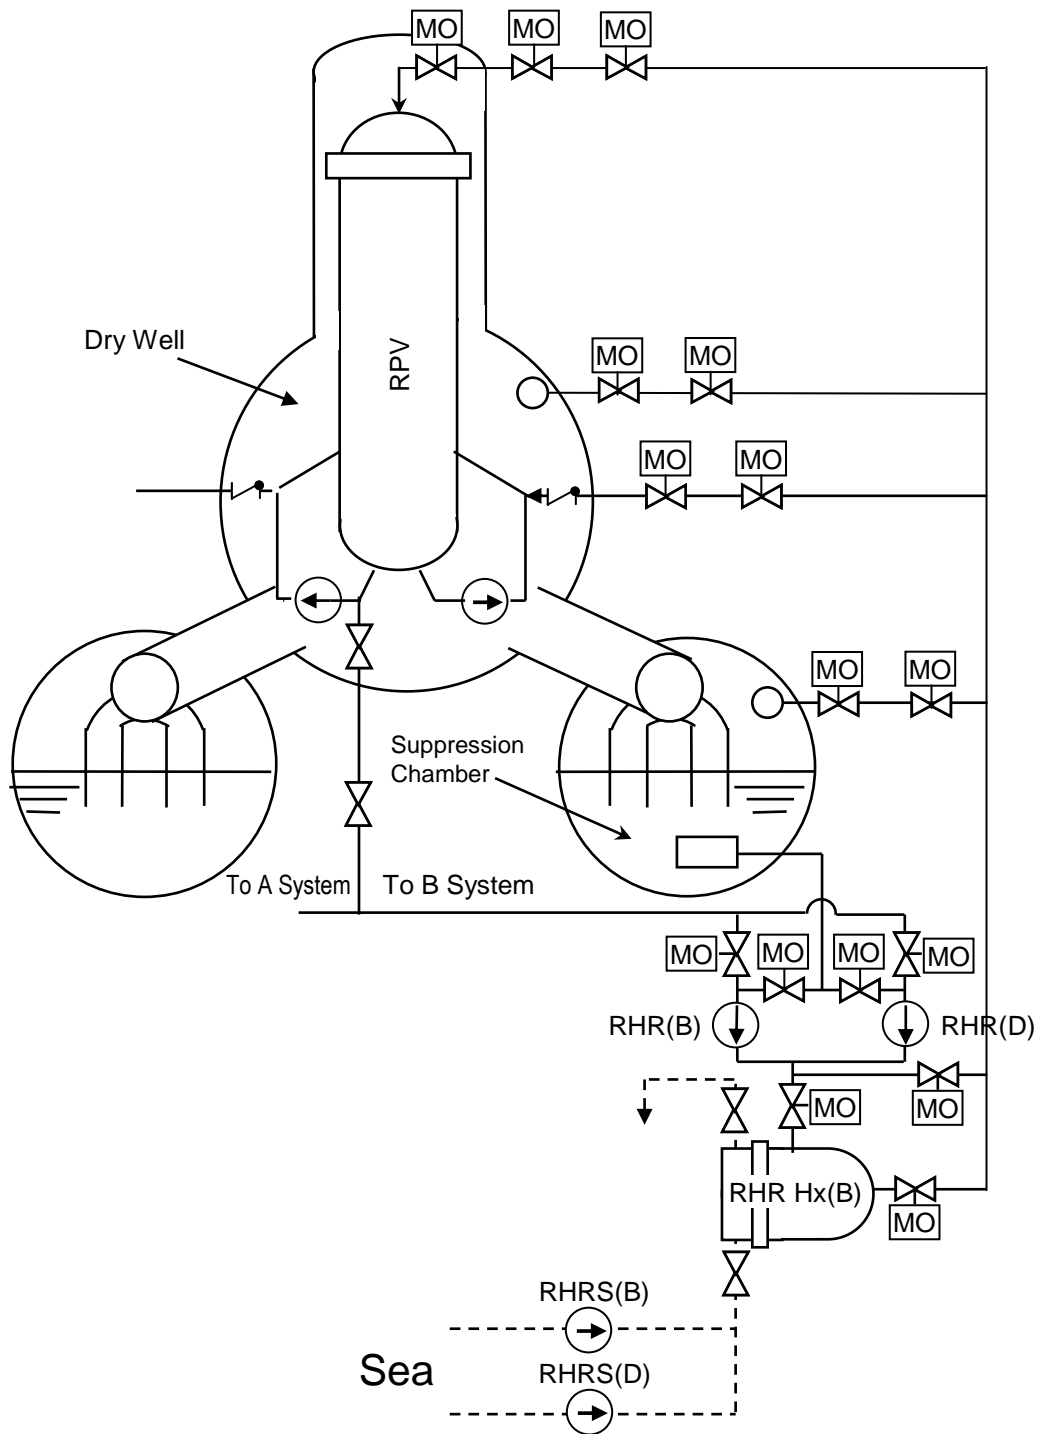 MO MO MO
Dry Well
RPV
MO MO
MO MO
MO MO
Suppression
Chamber
To A System To B System
MO MO MO MO
RHR(B) RHR(D)
MO MO
RHR Hx(B)
MO
RHRS(B)
Sea
RHRS(D)